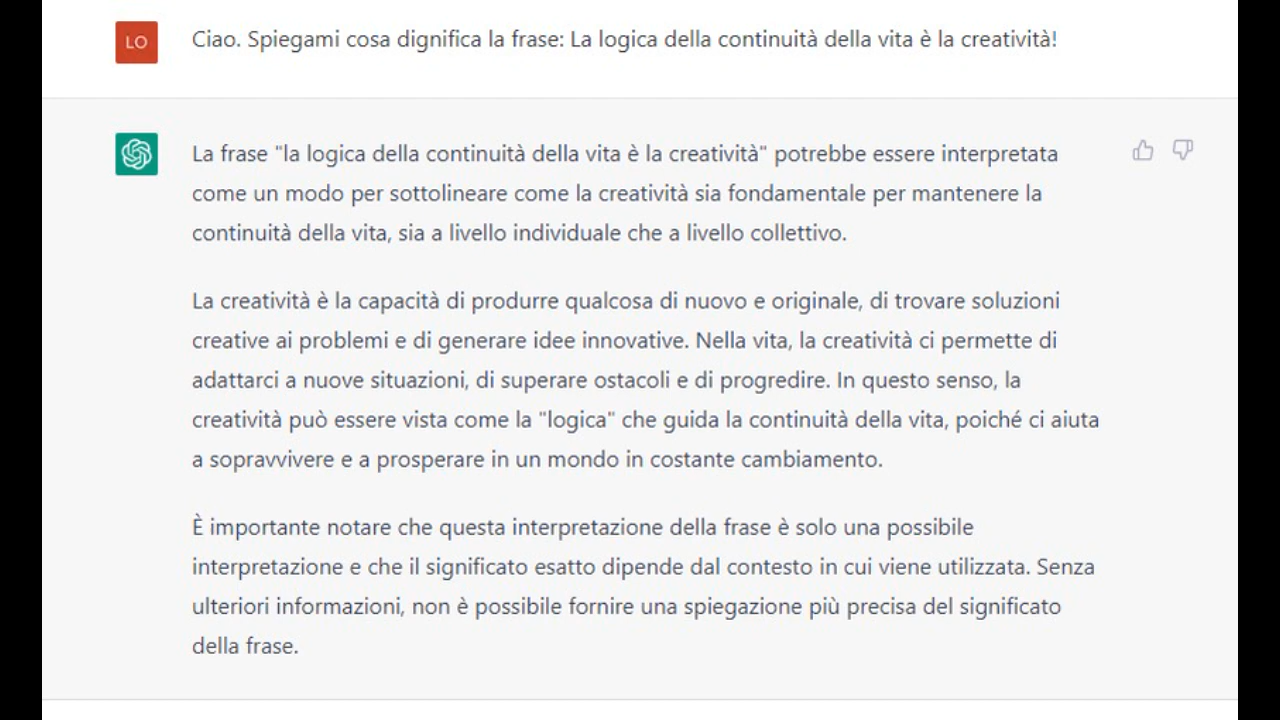 LO
Ciao. Spiegami cosa dignifica la frase: La logica della continuità della vita è la creatività!
La frase "la logica della continuità della vita è la creatività" potrebbe essere interpretata
come un modo per sottolineare come la creatività sia fondamentale per mantenere la
continuità della vita, sia a livello individuale che a livello collettivo.
La creatività è la capacità di produrre qualcosa di nuovo e originale, di trovare soluzioni
creative ai problemi e di generare idee innovative. Nella vita, la creatività ci permette di
adattarci a nuove situazioni, di superare ostacoli e di progredire. In questo senso, la
creatività può essere vista come la "logica" che guida la continuità della vita, poiché ci aiuta
a sopravvivere e a prosperare in un mondo in costante cambiamento.
È importante notare che questa interpretazione della frase è solo una possibile
interpretazione e che il significato esatto dipende dal contesto in cui viene utilizzata. Senza
ulteriori informazioni, non è possibile fornire una spiegazione più precisa del significato
della frase.